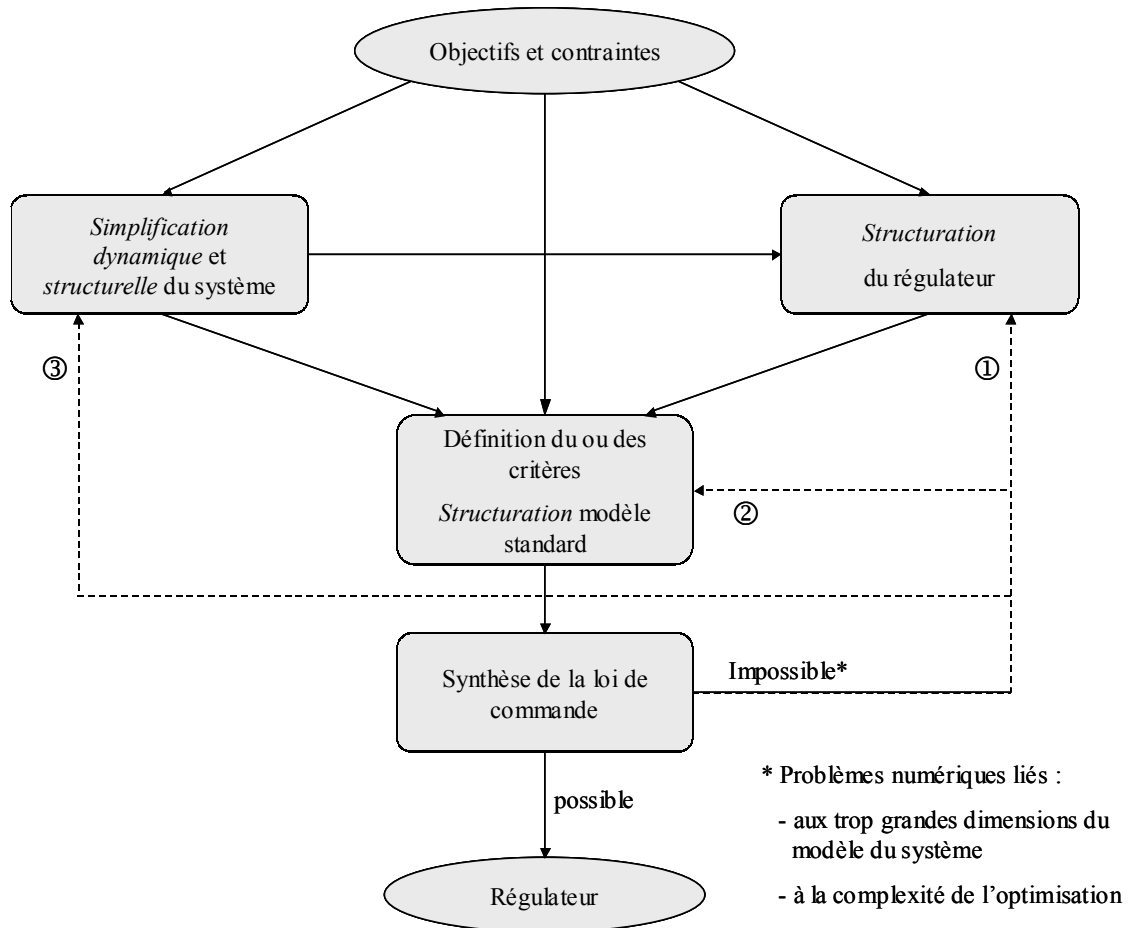 Objectifs et contraintes
Simplification
dynamique et
structurelle du système
Structuration
du régulateur
③
①
Définition du ou des
critères
Structuration modèle
standard
②
Synthèse de la loi de
commande
Impossible*
possible
* Problèmes numériques liés :
- aux trop grandes dimensions du
modèle du système
- à la complexité de l'optimisation
Régulateur